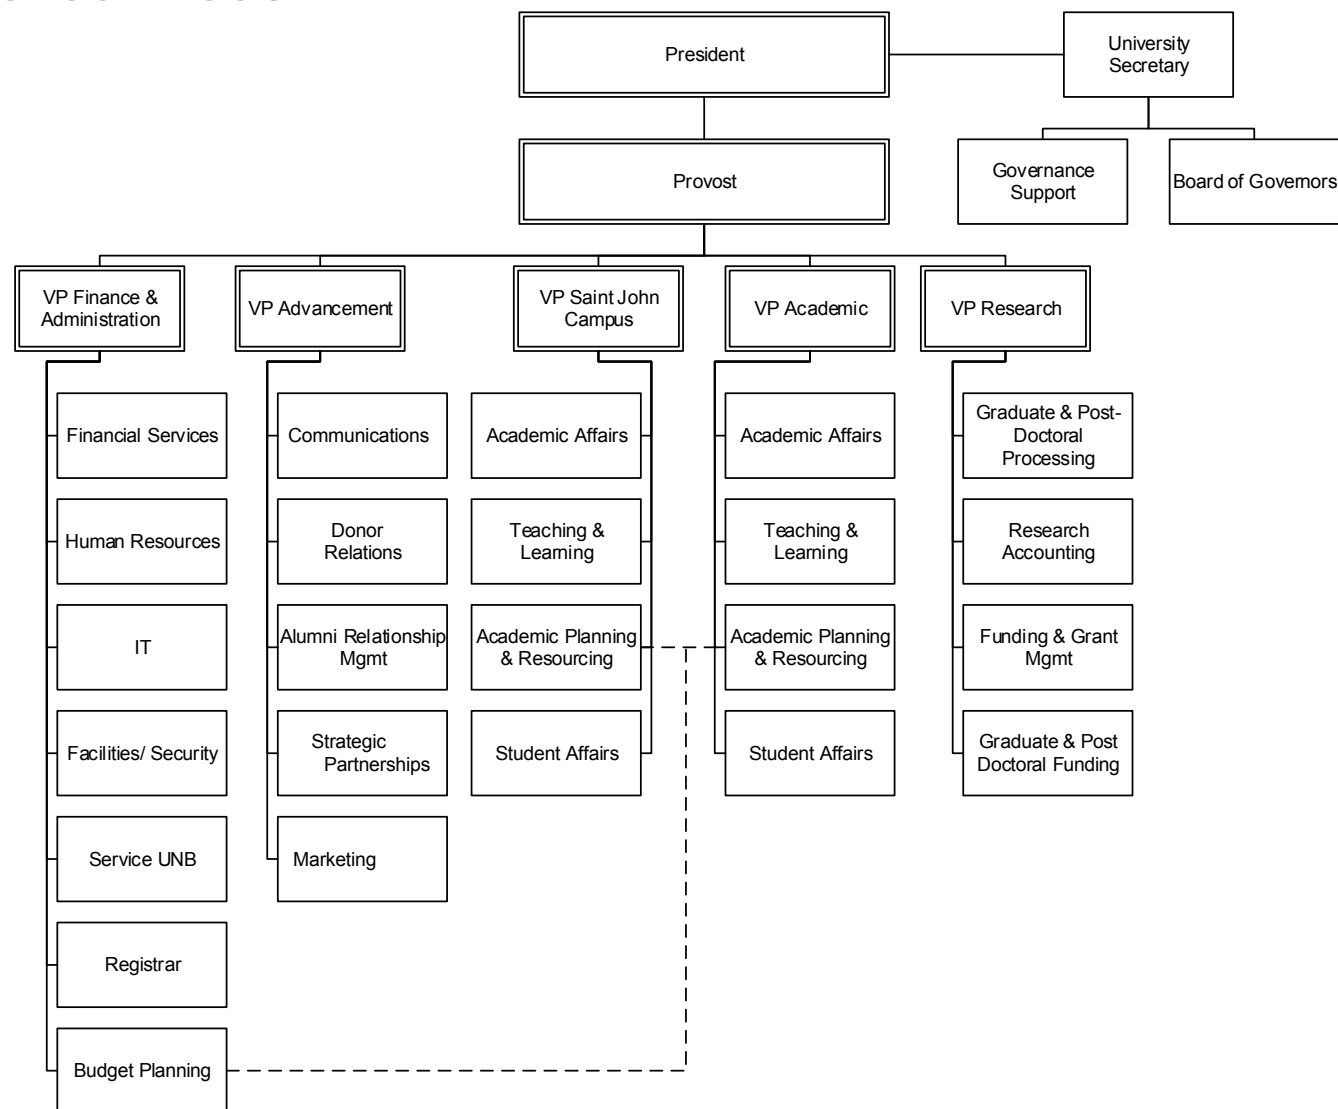 President
University
Secretary
Provost
Governance
Support
Board of Governors
VP Finance &
Administration
VP Advancement
VP Saint John
Campus
VP Academic
VP Research
Financial Services
Human Resources
IT
Facilities/ Security
Service UNB
Registrar
Budget Planning
Communications
Donor
Relations
Alumni Relationship
Mgmt
Strategic
Partnerships
Marketing
Academic Affairs
Teaching &
Learning
Academic Planning
& Resourcing
Student Affairs
Academic Affairs
Teaching &
Learning
Academic Planning
& Resourcing
Student Affairs
Graduate & Post-
Doctoral
Processing
Research
Accounting
Funding & Grant
Mgmt
Graduate & Post
Doctoral Funding